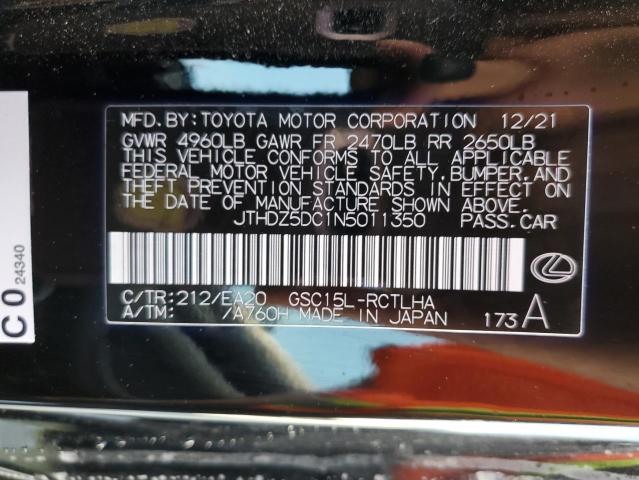 MFD. BY: TOYOTA MOTOR CORPORATION 12/21
GVWR 4960LB GAWR FR 2470LB RR 2650LB
THIS VEHICLE CONFORMS TO ALL APPLICABLE
FEDERAL MOTOR VEHICLE SAFETY, BUMPER, AND
THEFT PREVENTION STANDARDS IN EFFECT ON
THE DATE OF MANUFACTURE SHOWN ABOVE.
JTHDZ5DC1N5011350 PASS.CAR
C/TR:212/EA20 GSC15L-RCTLHA
A/TM: /A760H MADE IN JAPAN 173A
C0
24340